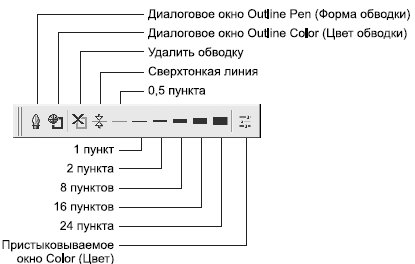 Диалоговое окно Outline Pen (Форма обводки)
Диалоговое окно Outline Color (Цвет обводки)
Удалить обводку
Сверхтонкая линия
0,5 пункта
1 пункт
2 пункта
8 пунктов
16 пунктов
24 пункта
Пристыковываемое
окно Color (Цвет)